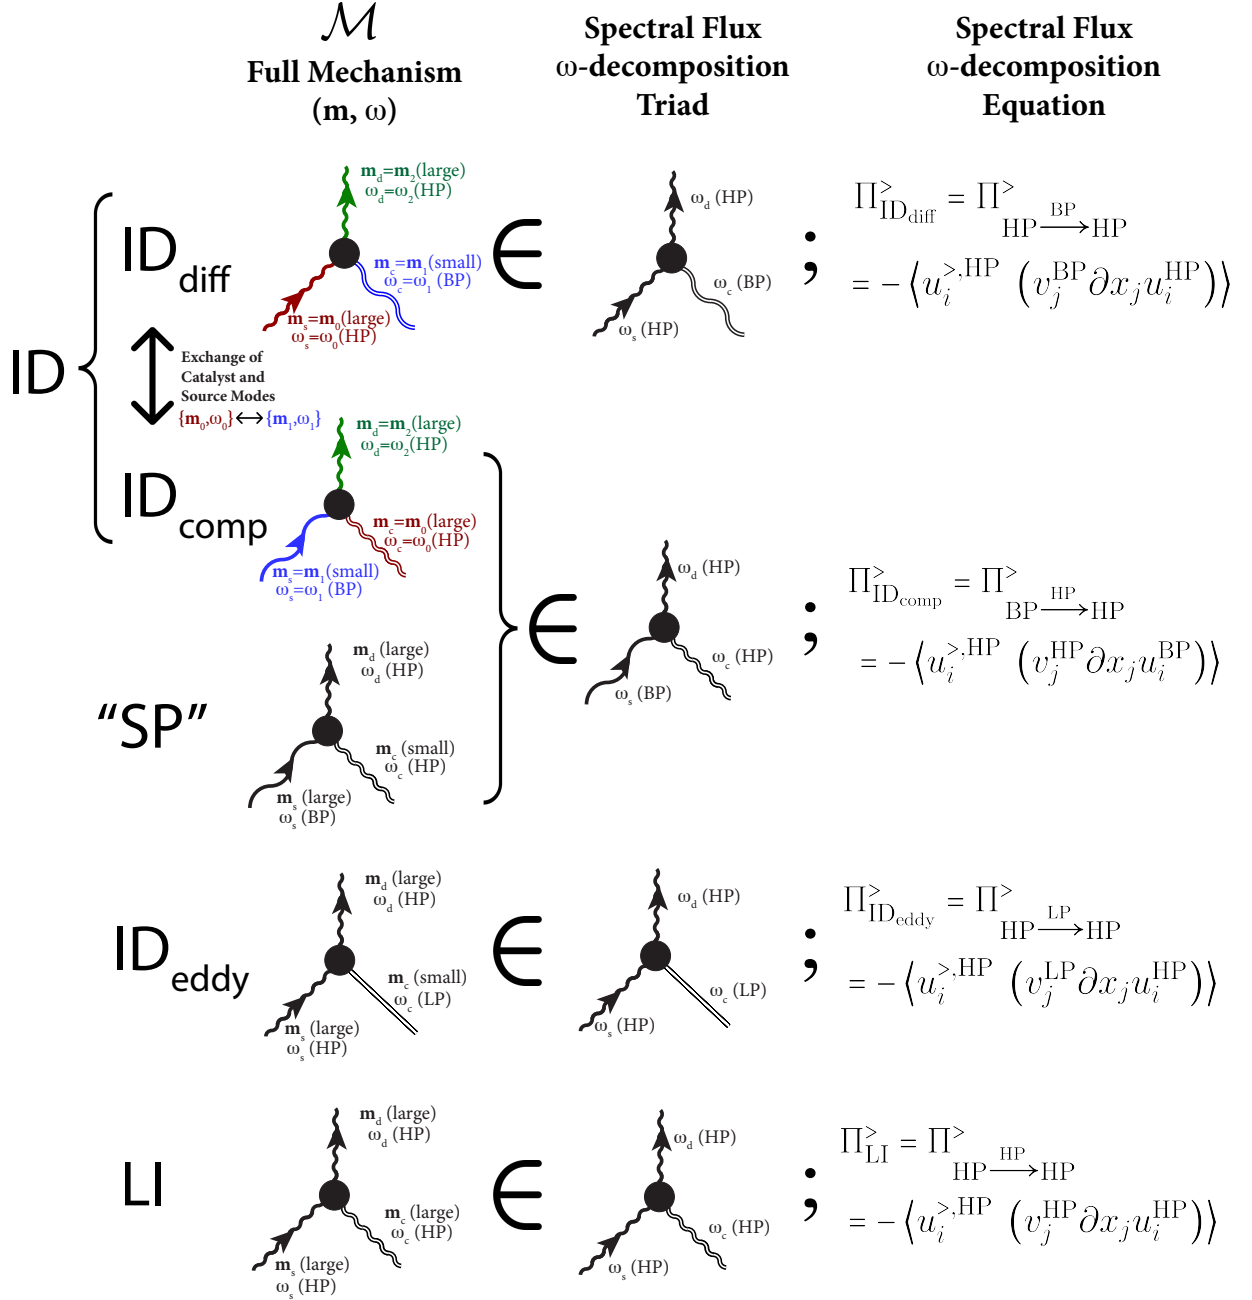 ℳ
Full Mechanism
(m, ω)
Spectral Flux
ω-decomposition
Triad
Spectral Flux
ω-decomposition
Equation
ID
ID_diff
m_d=m_2(large)
ω_d=ω_2(HP)
m_c=m_1(small)
ω_c=ω_1 (BP)
m_s=m_0(large)
ω_s=ω_0(HP)
∈
ω_d (HP)
ω_c (BP)
ω_s (HP)
;
Π^>_{ID_diff} = Π^>_{HP \xrightarrow{BP} HP}
= − ⟨u_i^{>,HP} (v_j^{BP} ∂x_j u_i^{HP})⟩
Exchange of
Catalyst and
Source Modes
{m_0,ω_0} ↔ {m_1,ω_1}
ID_comp
m_d=m_2(large)
ω_d=ω_2(HP)
m_c=m_0(large)
ω_c=ω_0(HP)
m_s=m_1(small)
ω_s=ω_1 (BP)
∈
ω_d (HP)
ω_c (HP)
ω_s (BP)
;
Π^>_{ID_comp} = Π^>_{BP \xrightarrow{HP} HP}
= − ⟨u_i^{>,HP} (v_j^{HP} ∂x_j u_i^{BP})⟩
“SP”
m_d (large)
ω_d (HP)
m_c (small)
ω_c (HP)
m_s (large)
ω_s (BP)
ID_eddy
m_d (large)
ω_d (HP)
m_c (small)
ω_c (LP)
m_s (large)
ω_s (HP)
∈
ω_d (HP)
ω_c (LP)
ω_s (HP)
;
Π^>_{ID_eddy} = Π^>_{HP \xrightarrow{LP} HP}
= − ⟨u_i^{>,HP} (v_j^{LP} ∂x_j u_i^{HP})⟩
LI
m_d (large)
ω_d (HP)
m_c (large)
ω_c (HP)
m_s (large)
ω_s (HP)
∈
ω_d (HP)
ω_c (HP)
ω_s (HP)
;
Π^>_{LI} = Π^>_{HP \xrightarrow{HP} HP}
= − ⟨u_i^{>,HP} (v_j^{HP} ∂x_j u_i^{HP})⟩